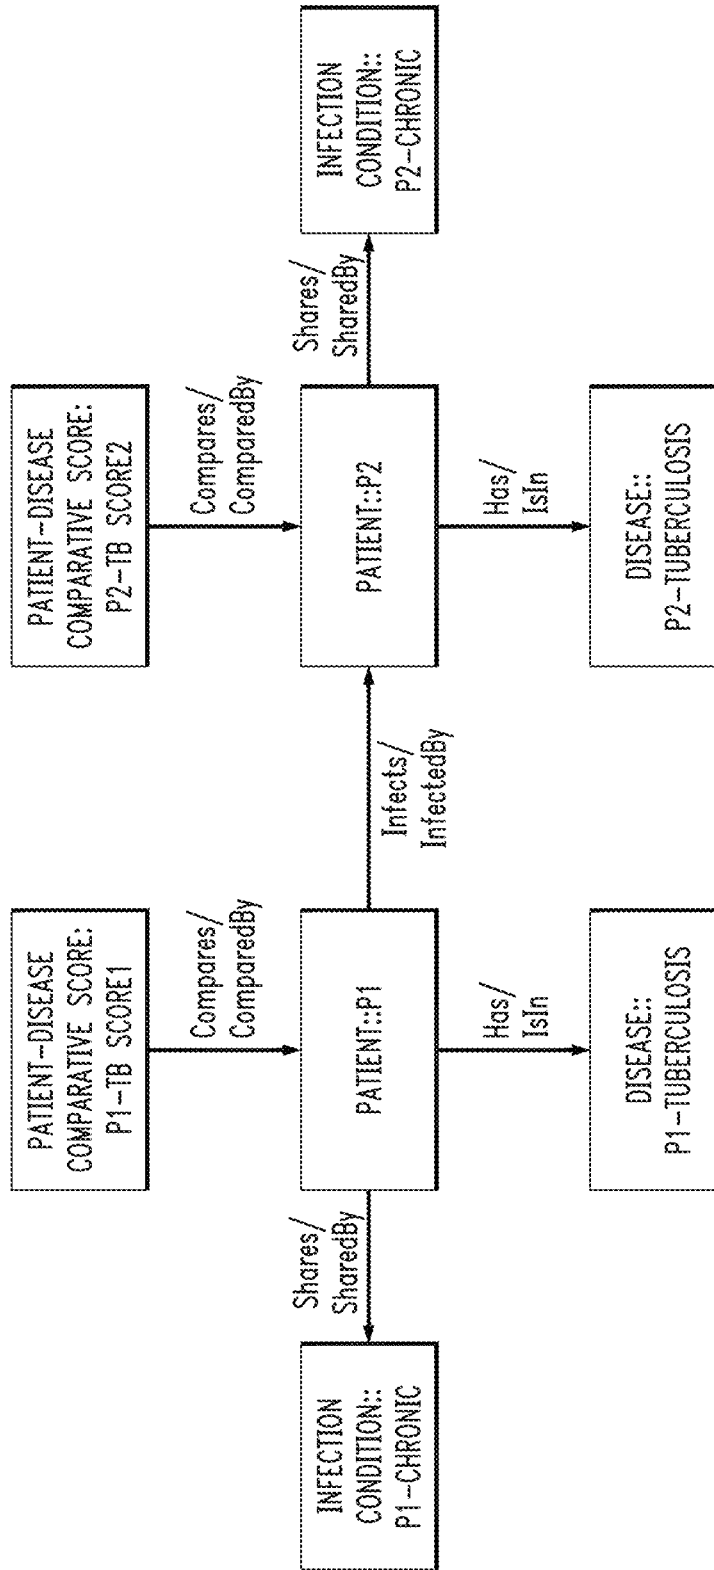 PATIENT-DISEASE
COMPARATIVE SCORE:
P1-TB SCORE1
PATIENT-DISEASE
COMPARATIVE SCORE:
P2-TB SCORE2
Compares/
ComparedBy
Compares/
ComparedBy
INFECTION
CONDITION::
P1-CHRONIC
Shares/
SharedBy
PATIENT::P1
Infects/
InfectedBy
PATIENT::P2
Shares/
SharedBy
INFECTION
CONDITION::
P2-CHRONIC
Has/
IsIn
Has/
IsIn
DISEASE::
P1-TUBERCULOSIS
DISEASE::
P2-TUBERCULOSIS